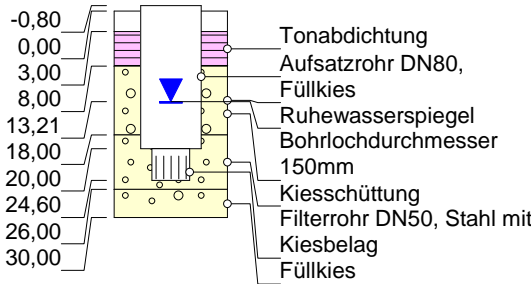 -0,80
0,00
3,00
8,00
13,21
18,00
20,00
24,60
26,00
30,00
Tonabdichtung
Aufsatzrohr DN80,
Füllkies
Ruhewasserspiegel
Bohrlochdurchmesser
150mm
Kiesschüttung
Filterrohr DN50, Stahl mit
Kiesbelag
Füllkies